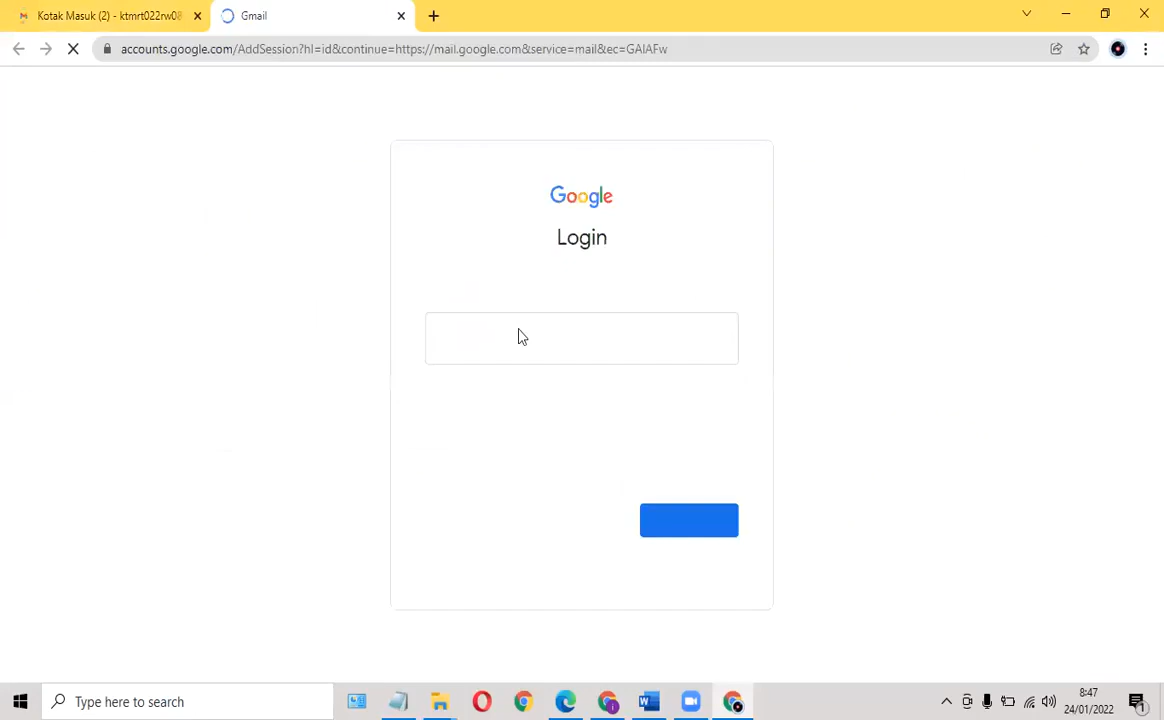 Kotak Masuk (2) - ktmrt022rw08
Gmail
accounts.google.com/AddSession?hl=id&continue=https://mail.google.com&service=mail&ec=GAlAFw
Google
Login
Type here to search
8:47
24/01/2022